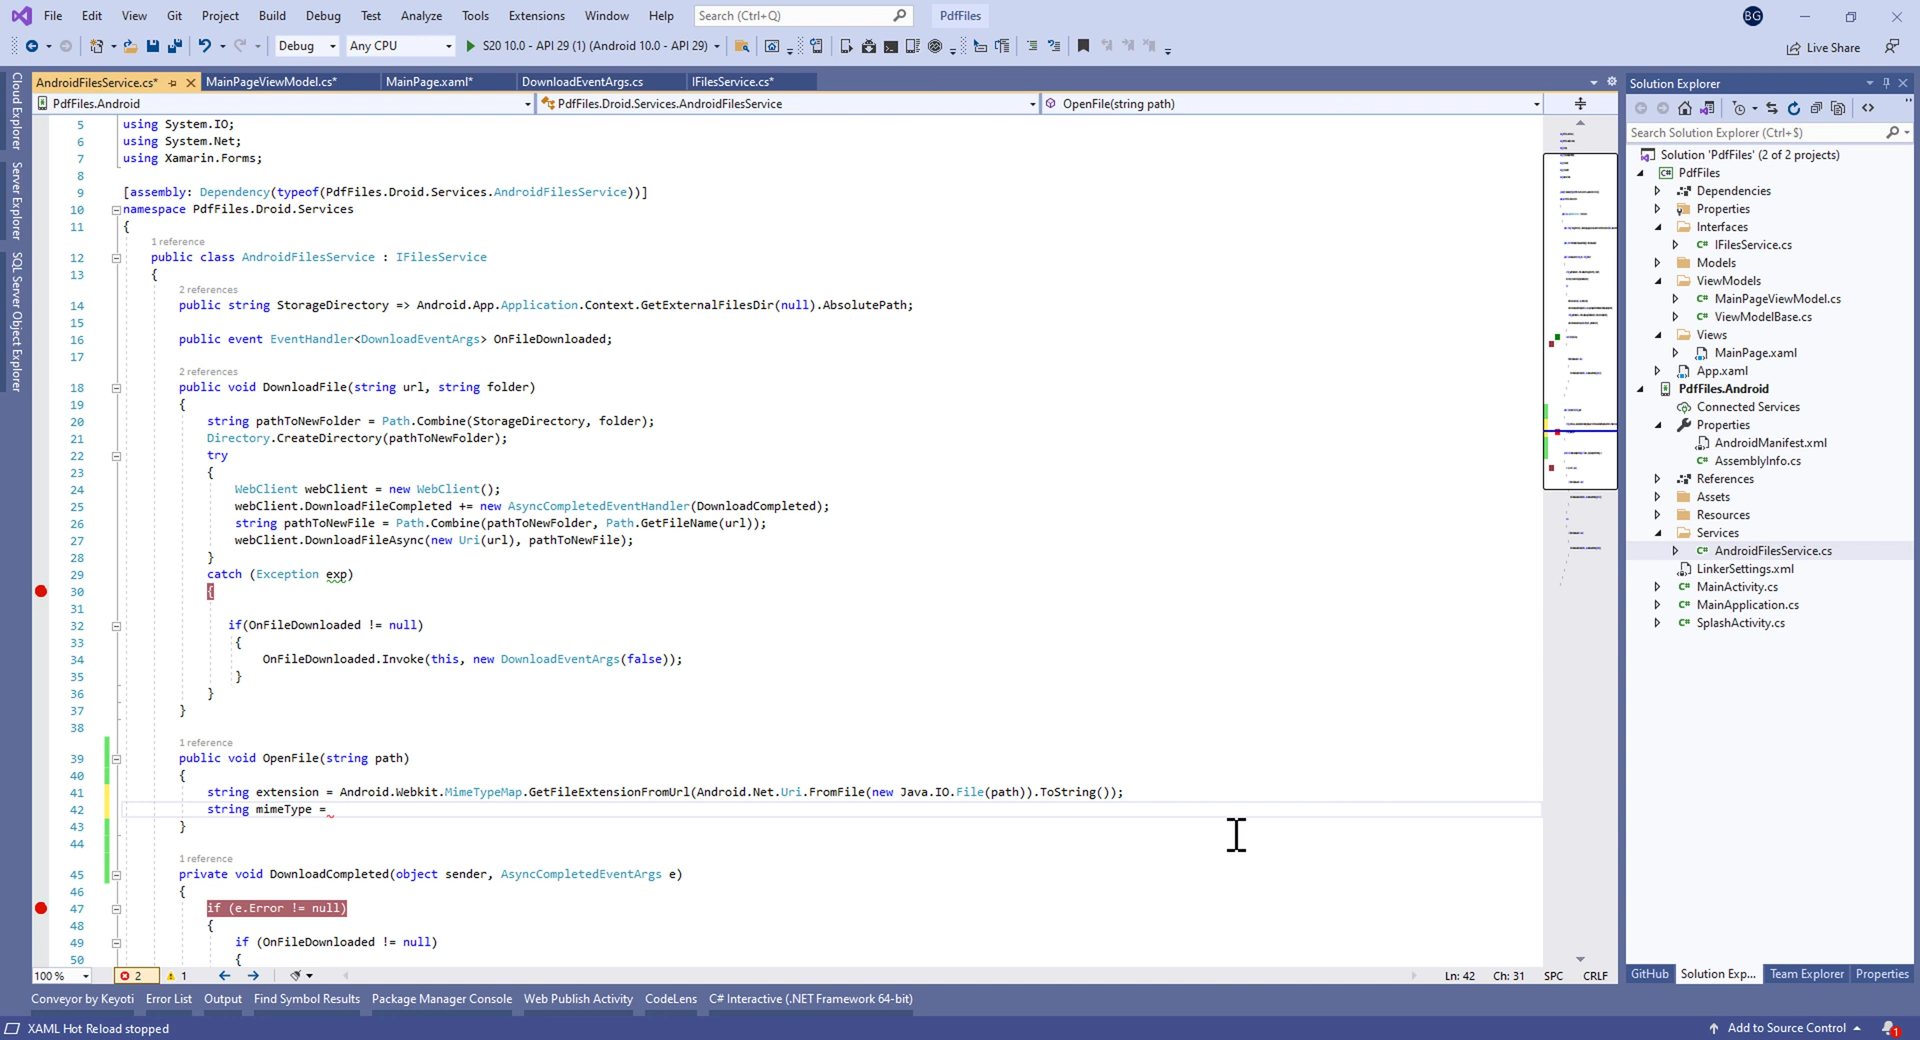 File Edit View Git Project Build Debug Test Analyze Tools Extensions Window Help Search (Ctrl+Q) PdfFiles BG
Debug Any CPU S20 10.0 - API 29 (1) (Android 10.0 - API 29) Live Share
AndroidFilesService.cs* MainPageViewModel.cs* MainPage.xaml* DownloadEventArgs.cs IFilesService.cs*
PdfFiles.Android PdfFiles.Droid.Services.AndroidFilesService OpenFile(string path)
Cloud Explorer
Server Explorer
SQL Server Object Explorer
5 using System.IO;
6 using System.Net;
7 using Xamarin.Forms;
8
9 [assembly: Dependency(typeof(PdfFiles.Droid.Services.AndroidFilesService))]
10 namespace PdfFiles.Droid.Services
11 {
1 reference
12 public class AndroidFilesService : IFilesService
13 {
2 references
14 public string StorageDirectory => Android.App.Application.Context.GetExternalFilesDir(null).AbsolutePath;
15
16 public event EventHandler<DownloadEventArgs> OnFileDownloaded;
17
2 references
18 public void DownloadFile(string url, string folder)
19 {
20 string pathToNewFolder = Path.Combine(StorageDirectory, folder);
21 Directory.CreateDirectory(pathToNewFolder);
22 try
23 {
24 WebClient webClient = new WebClient();
25 webClient.DownloadFileCompleted += new AsyncCompletedEventHandler(DownloadCompleted);
26 string pathToNewFile = Path.Combine(pathToNewFolder, Path.GetFileName(url));
27 webClient.DownloadFileAsync(new Uri(url), pathToNewFile);
28 }
29 catch (Exception exp)
30 {
31
32 if(OnFileDownloaded != null)
33 {
34 OnFileDownloaded.Invoke(this, new DownloadEventArgs(false));
35 }
36 }
37 }
38
1 reference
39 public void OpenFile(string path)
40 {
41 string extension = Android.Webkit.MimeTypeMap.GetFileExtensionFromUrl(Android.Net.Uri.FromFile(new Java.IO.File(path)).ToString());
42 string mimeType =
43 }
44
1 reference
45 private void DownloadCompleted(object sender, AsyncCompletedEventArgs e)
46 {
47 if (e.Error != null)
48 {
49 if (OnFileDownloaded != null)
50 {
100 % 2 1 Ln: 42 Ch: 31 SPC CRLF
Solution Explorer
Search Solution Explorer (Ctrl+$)
Solution 'PdfFiles' (2 of 2 projects)
PdfFiles
Dependencies
Properties
Interfaces
IFilesService.cs
Models
ViewModels
MainPageViewModel.cs
ViewModelBase.cs
Views
MainPage.xaml
App.xaml
PdfFiles.Android
Connected Services
Properties
AndroidManifest.xml
AssemblyInfo.cs
References
Assets
Resources
Services
AndroidFilesService.cs
LinkerSettings.xml
MainActivity.cs
MainApplication.cs
SplashActivity.cs
GitHub Solution Exp... Team Explorer Properties
Conveyor by Keyoti Error List Output Find Symbol Results Package Manager Console Web Publish Activity CodeLens C# Interactive (.NET Framework 64-bit)
XAML Hot Reload stopped Add to Source Control 1